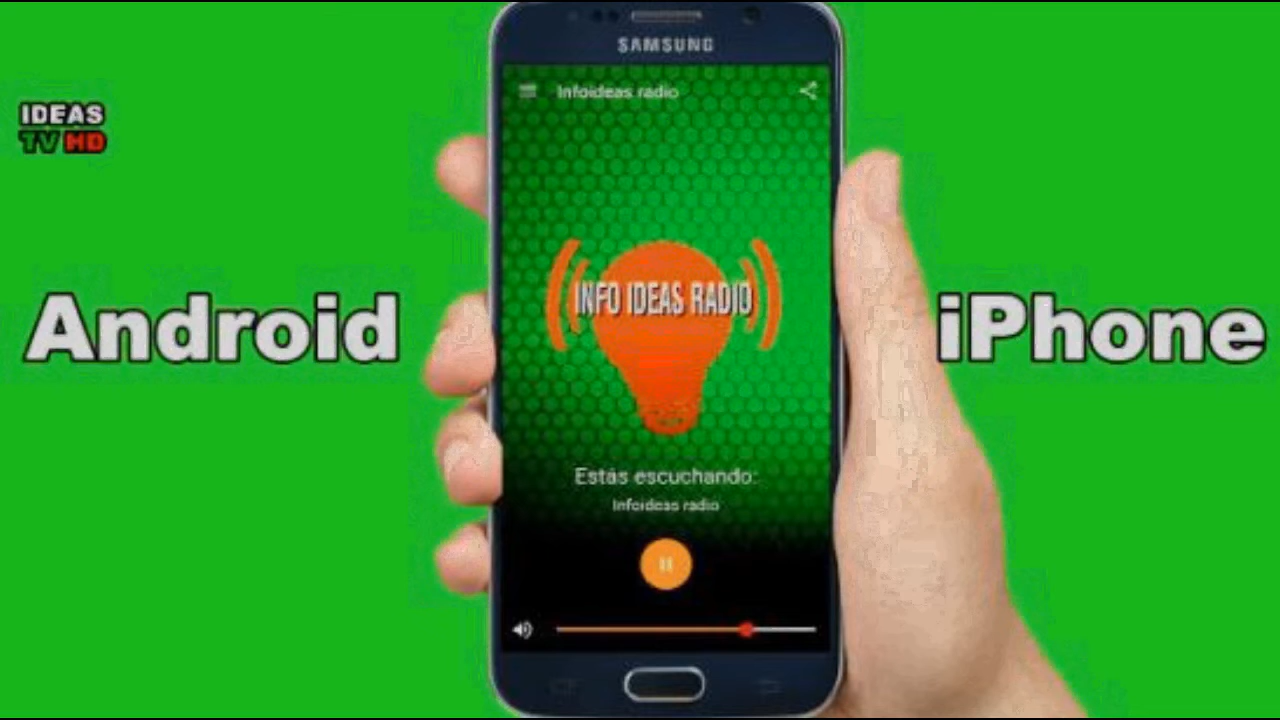 IDEAS
TV HD
SAMSUNG
Infoideas radio
INFO IDEAS RADIO
Android
iPhone
Estás escuchando:
Infoideas radio